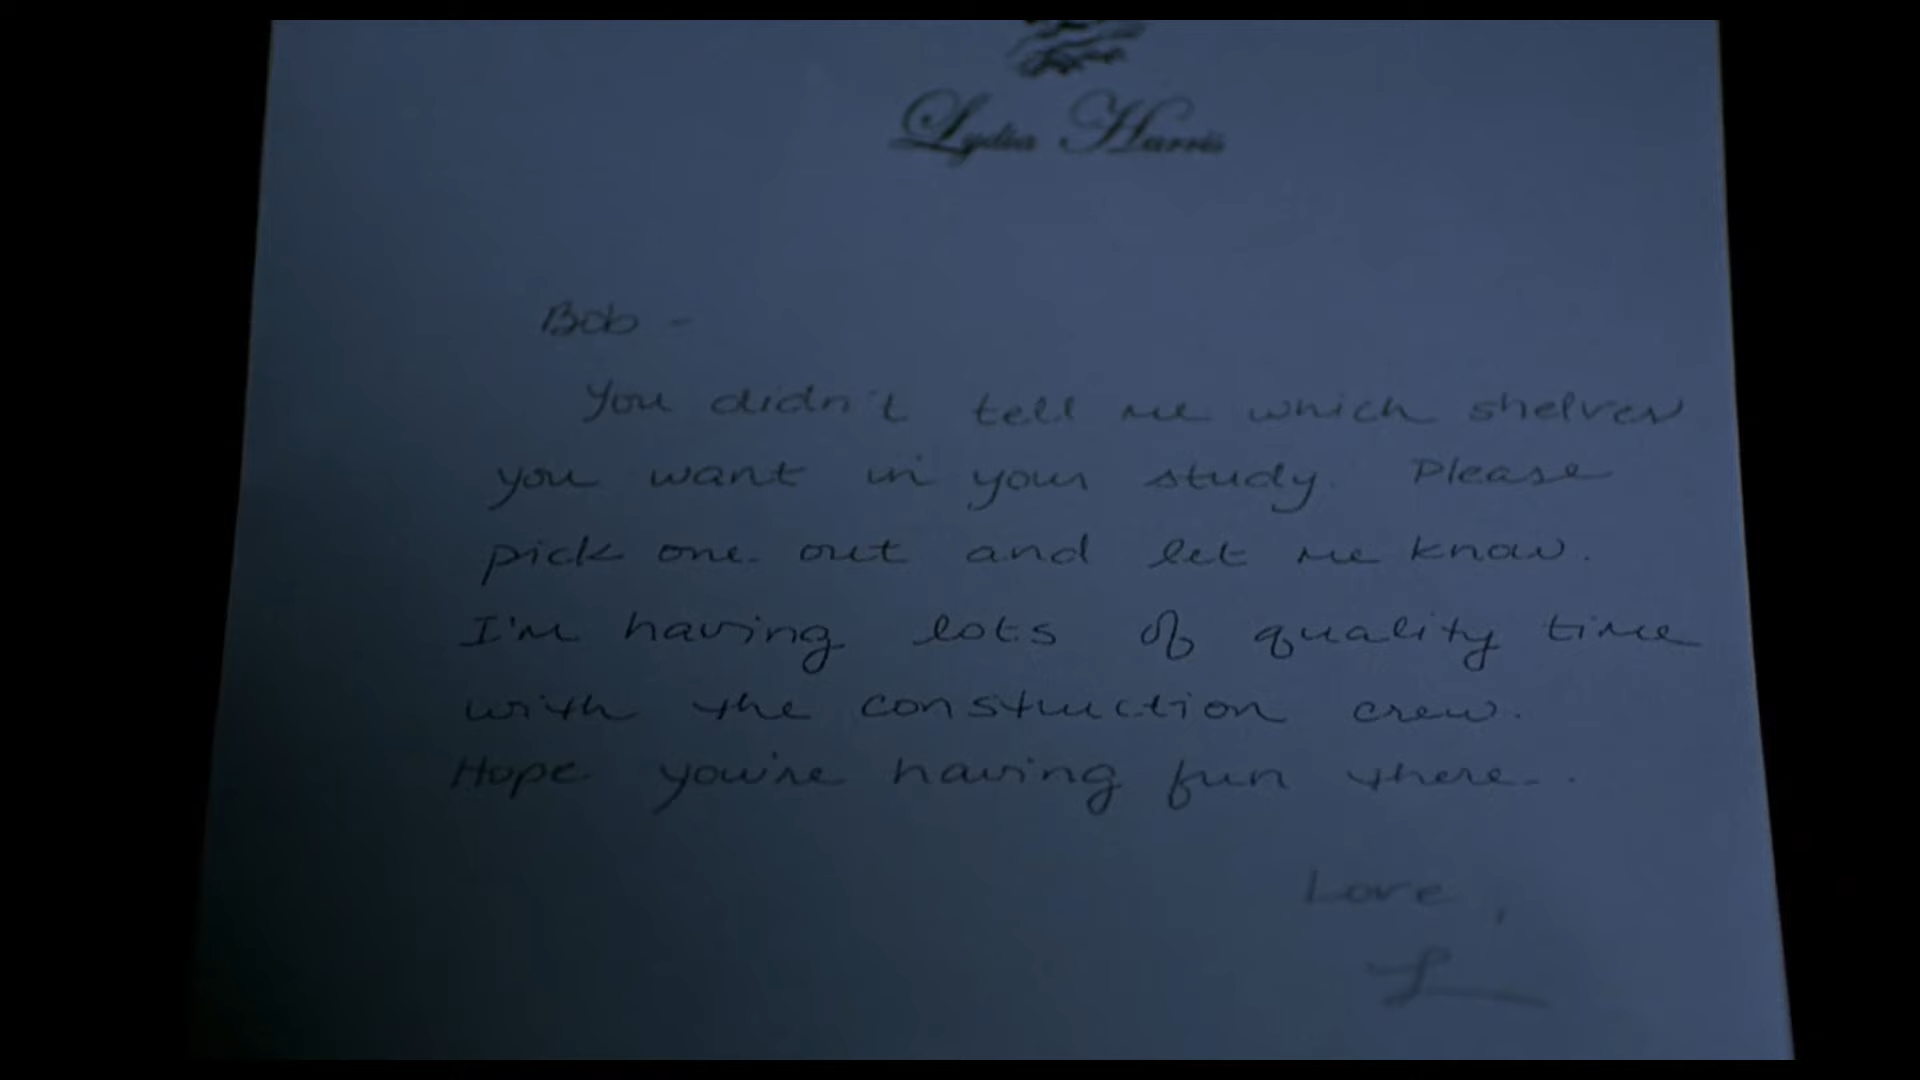 Lydia Harris
Bob -
You didn't tell me which shelves
you want in your study. Please
pick one out and let me know.
I'm having lots of quality time
with the construction crew.
Hope you're having fun there.
Love,
L